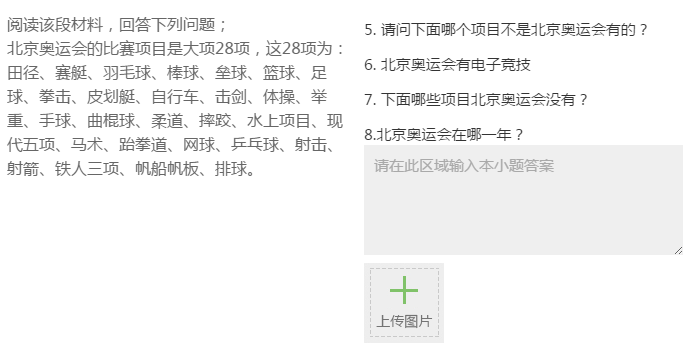 阅读该段材料，回答下列问题；
北京奥运会的比赛项目是大项28项，这28项为：
田径、赛艇、羽毛球、棒球、垒球、篮球、足
球、拳击、皮划艇、自行车、击剑、体操、举
重、手球、曲棍球、柔道、摔跤、水上项目、现
代五项、马术、跆拳道、网球、乒乓球、射击、
射箭、铁人三项、帆船帆板、排球。
5. 请问下面哪个项目不是北京奥运会有的？
6. 北京奥运会有电子竞技
7. 下面哪些项目北京奥运会没有？
8.北京奥运会在哪一年？
请在此区域输入本小题答案
上传图片